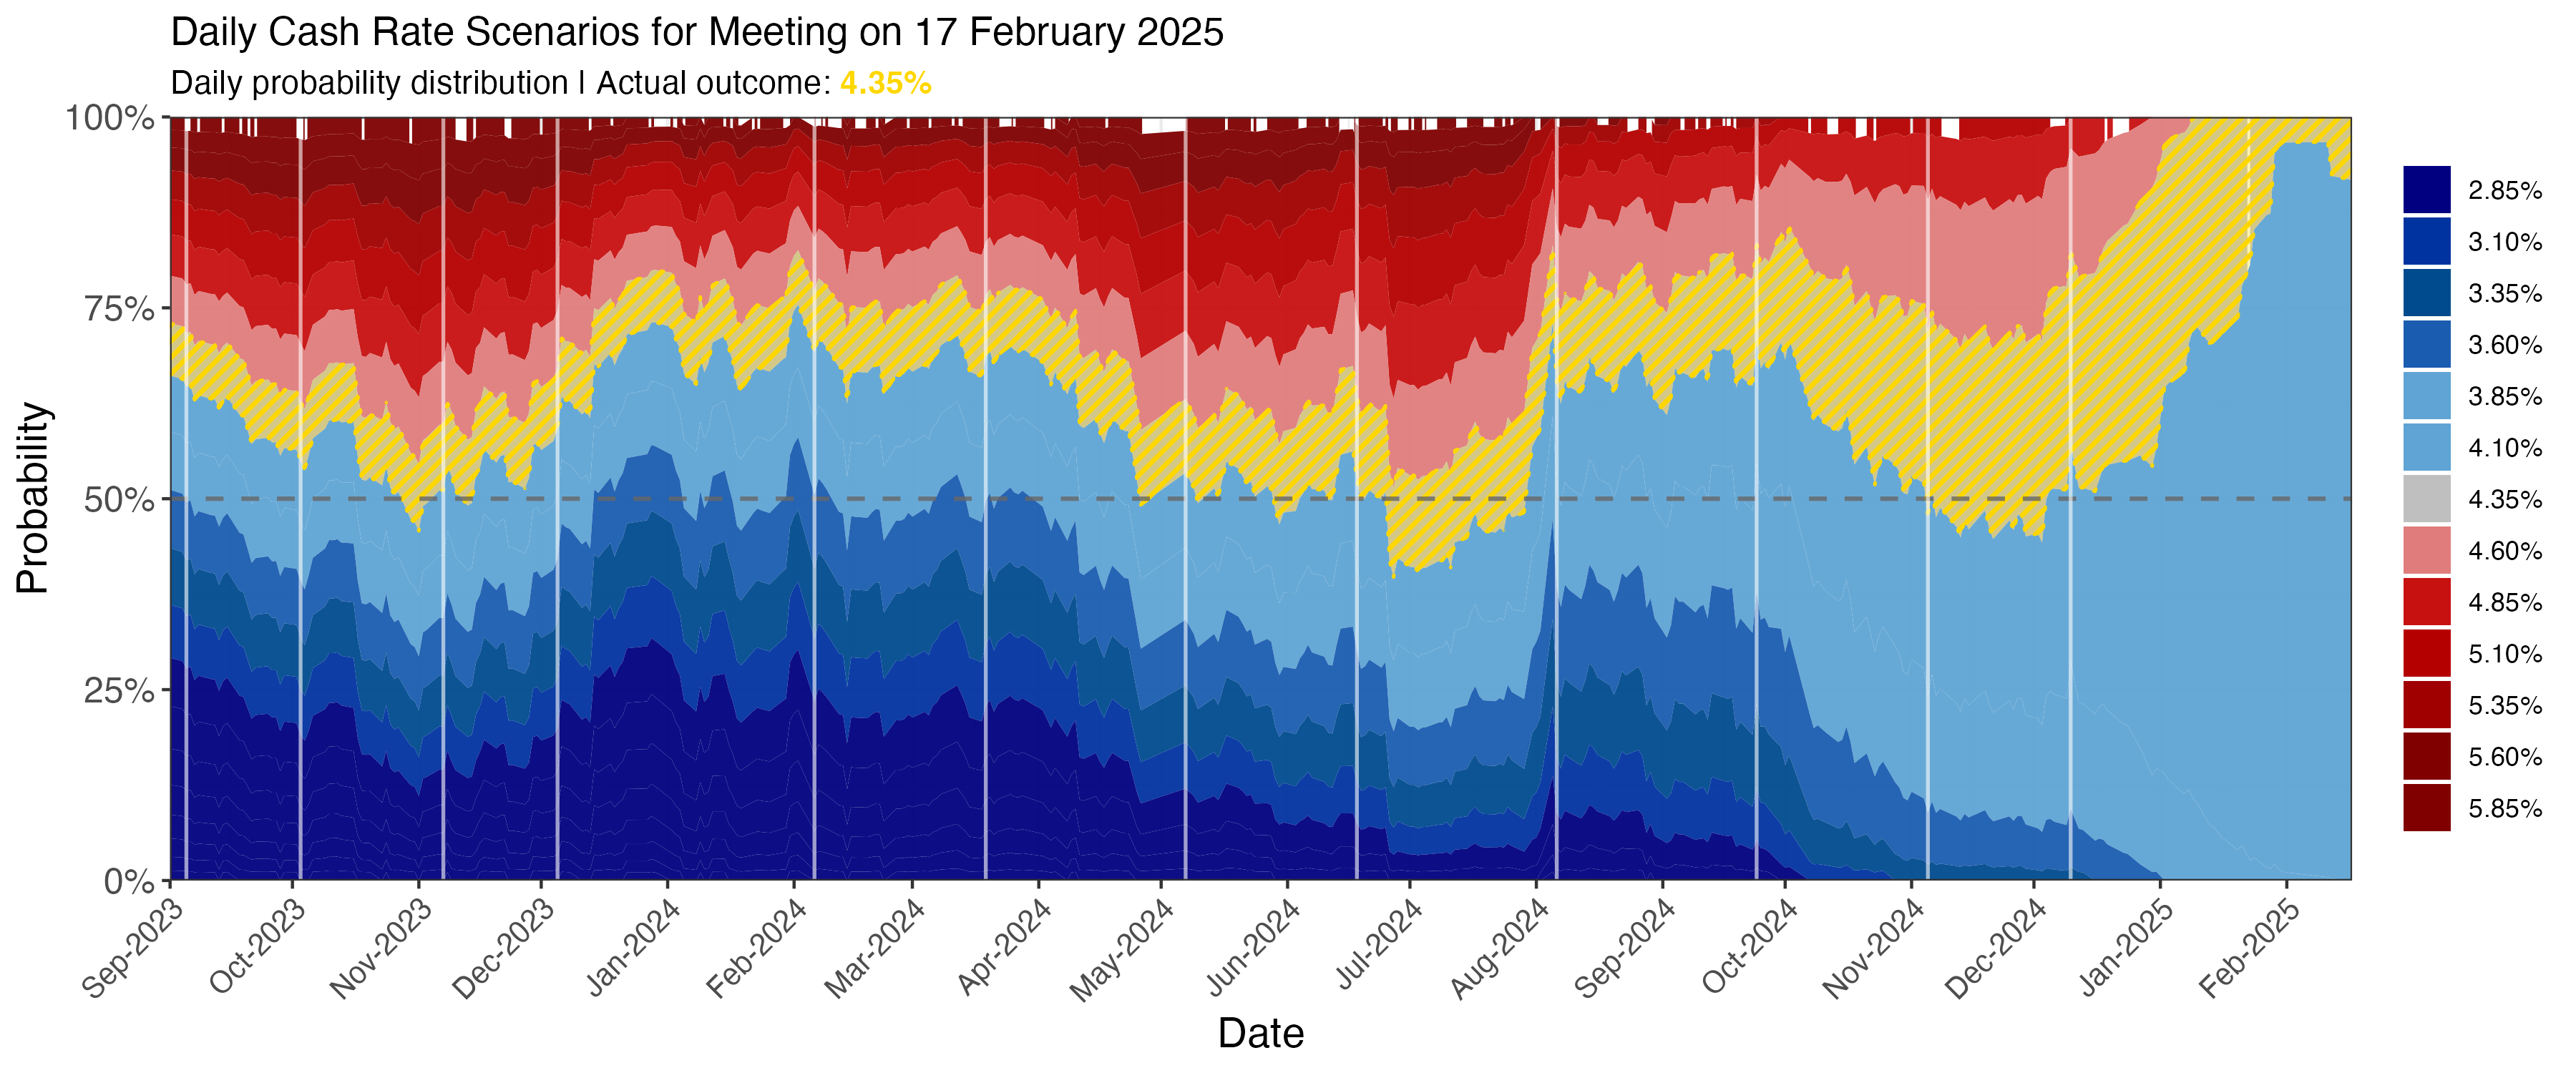 Daily Cash Rate Scenarios for Meeting on 17 February 2025
Daily probability distribution | Actual outcome: 4.35%
Probability
100%
75%
50%
25%
0%
Sep-2023
Oct-2023
Nov-2023
Dec-2023
Jan-2024
Feb-2024
Mar-2024
Apr-2024
May-2024
Jun-2024
Jul-2024
Aug-2024
Sep-2024
Oct-2024
Nov-2024
Dec-2024
Jan-2025
Feb-2025
Date
2.85%
3.10%
3.35%
3.60%
3.85%
4.10%
4.35%
4.60%
4.85%
5.10%
5.35%
5.60%
5.85%